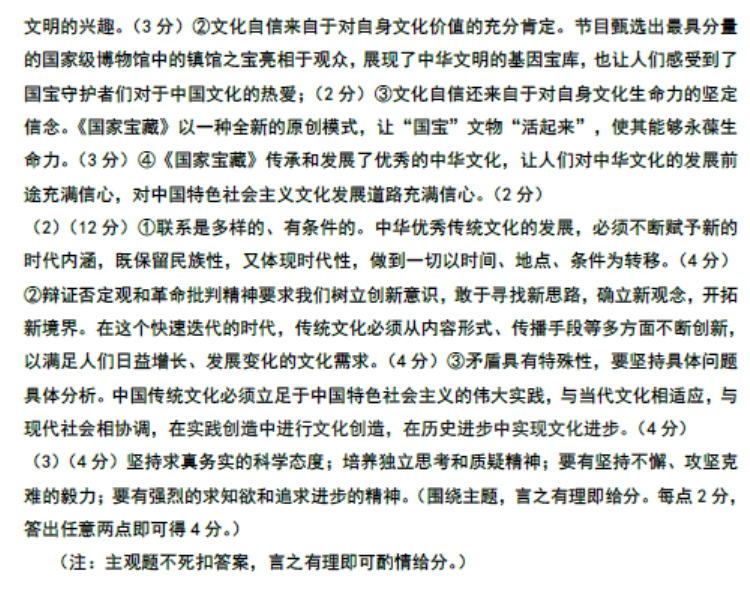 文明的兴趣。（3 分）②文化自信来自于对自身文化价值的充分肯定。节目甄选出最具分量
的国家级博物馆中的镇馆之宝亮相于观众，展现了中华文明的基因宝库，也让人们感受到了
国宝守护者们对于中国文化的热爱；（2 分）③文化自信还来自于对自身文化生命力的坚定
信念。《国家宝藏》以一种全新的原创模式，让“国宝”文物“活起来”，使其能够永葆生
命力。（3 分）④《国家宝藏》传承和发展了优秀的中华文化，让人们对中华文化的发展前
途充满信心，对中国特色社会主义文化发展道路充满信心。（2 分）
（2）（12 分）①联系是多样的、有条件的。中华优秀传统文化的发展，必须不断赋予新的
时代内涵，既保留民族性，又体现时代性，做到一切以时间、地点、条件为转移。（4 分）
②辩证否定观和革命批判精神要求我们树立创新意识，敢于寻找新思路，确立新观念，开拓
新境界。在这个快速迭代的时代，传统文化必须从内容形式、传播手段等多方面不断创新，
以满足人们日益增长、发展变化的文化需求。（4 分）③矛盾具有特殊性，要坚持具体问题
具体分析。中国传统文化必须立足于中国特色社会主义的伟大实践，与当代文化相适应，与
现代社会相协调，在实践创造中进行文化创造，在历史进步中实现文化进步。（4 分）
（3）（4 分）坚持求真务实的科学态度；培养独立思考和质疑精神；要有坚持不懈、攻坚克
难的毅力；要有强烈的求知欲和追求进步的精神。（围绕主题，言之有理即给分。每点 2 分，
答出任意两点即可得 4 分。）
（注：主观题不死扣答案，言之有理即可酌情给分。）